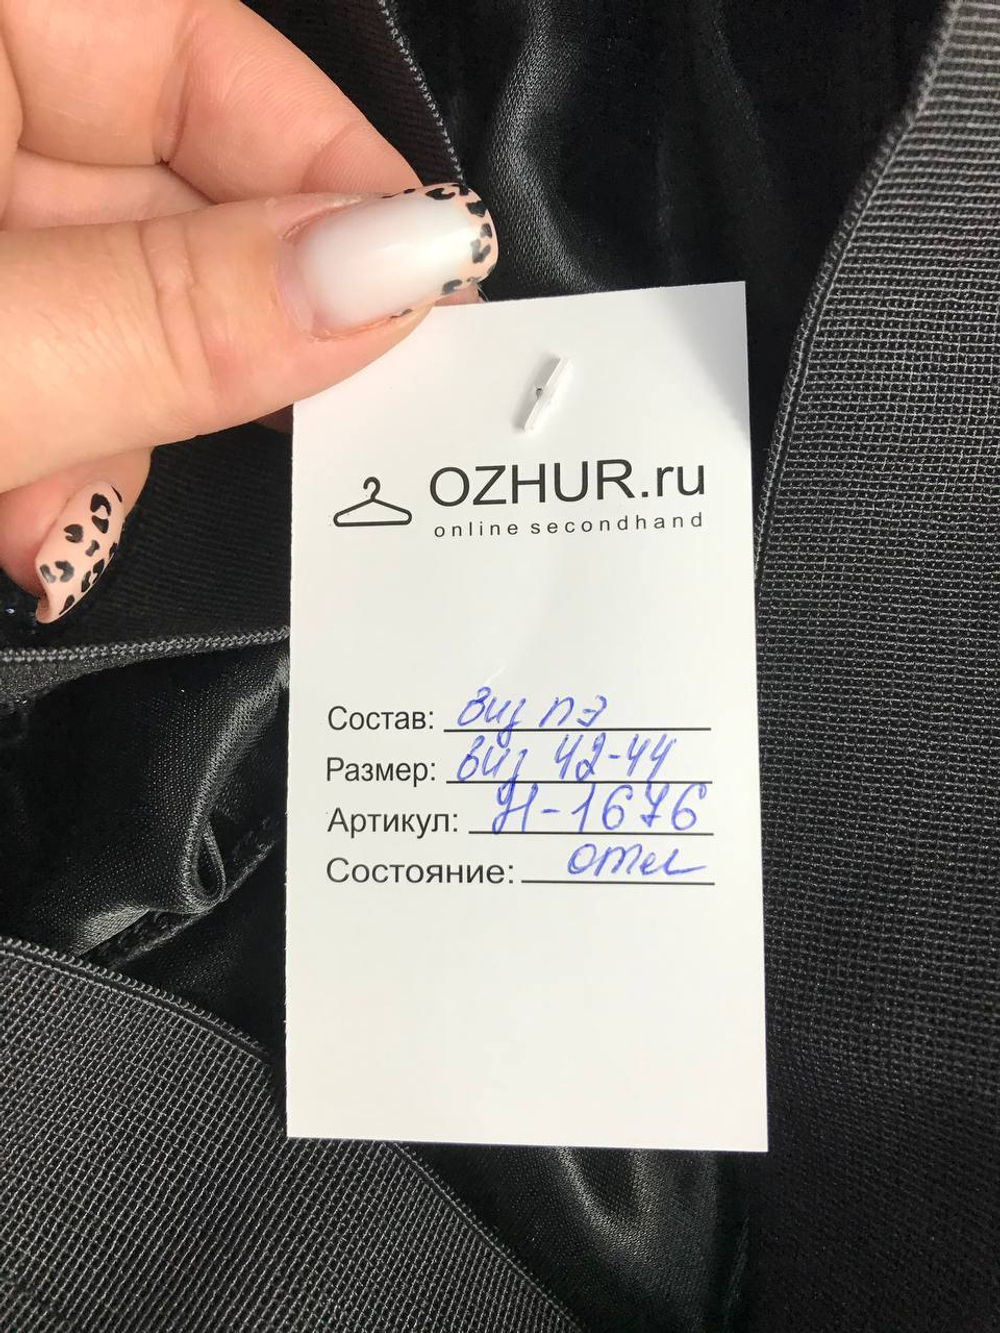 OZHUR.ru
online secondhand
Состав: виз пэ
Размер: виз 42-44
Артикул: H-1676
Состояние: отл